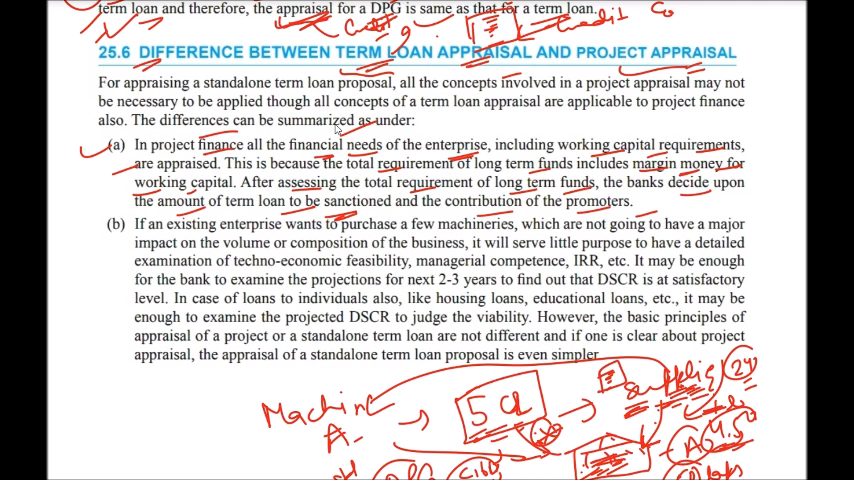 term loan and therefore, the appraisal for a DPG is same as that for a term loan.
Credit Co
25.6 DIFFERENCE BETWEEN TERM LOAN APPRAISAL AND PROJECT APPRAISAL
For appraising a standalone term loan proposal, all the concepts involved in a project appraisal may not
be necessary to be applied though all concepts of a term loan appraisal are applicable to project finance
also. The differences can be summarized as under:
(a) In project finance all the financial needs of the enterprise, including working capital requirements,
are appraised. This is because the total requirement of long term funds includes margin money for
working capital. After assessing the total requirement of long term funds, the banks decide upon
the amount of term loan to be sanctioned and the contribution of the promoters.
(b) If an existing enterprise wants to purchase a few machineries, which are not going to have a major
impact on the volume or composition of the business, it will serve little purpose to have a detailed
examination of techno-economic feasibility, managerial competence, IRR, etc. It may be enough
for the bank to examine the projections for next 2-3 years to find out that DSCR is at satisfactory
level. In case of loans to individuals also, like housing loans, educational loans, etc., it may be
enough to examine the projected DSCR to judge the viability. However, the basic principles of
appraisal of a project or a standalone term loan are not different and if one is clear about project
appraisal, the appraisal of a standalone term loan proposal is even simpler
Machine
5 CR
A